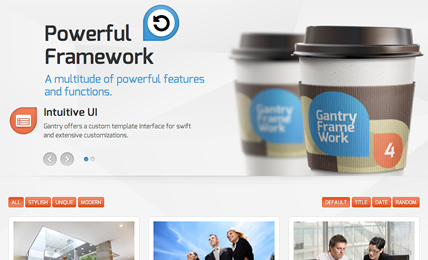 Powerful
Framework
A multitude of powerful features
and functions.
Intuitive UI
Gantry offers a custom template interface for swift
and extensive customizations.
Gantry
Frame
Work
Gantry
Frame
Work
4
ALL STYLISH UNIQUE MODERN
DEFAULT TITLE DATE RANDOM